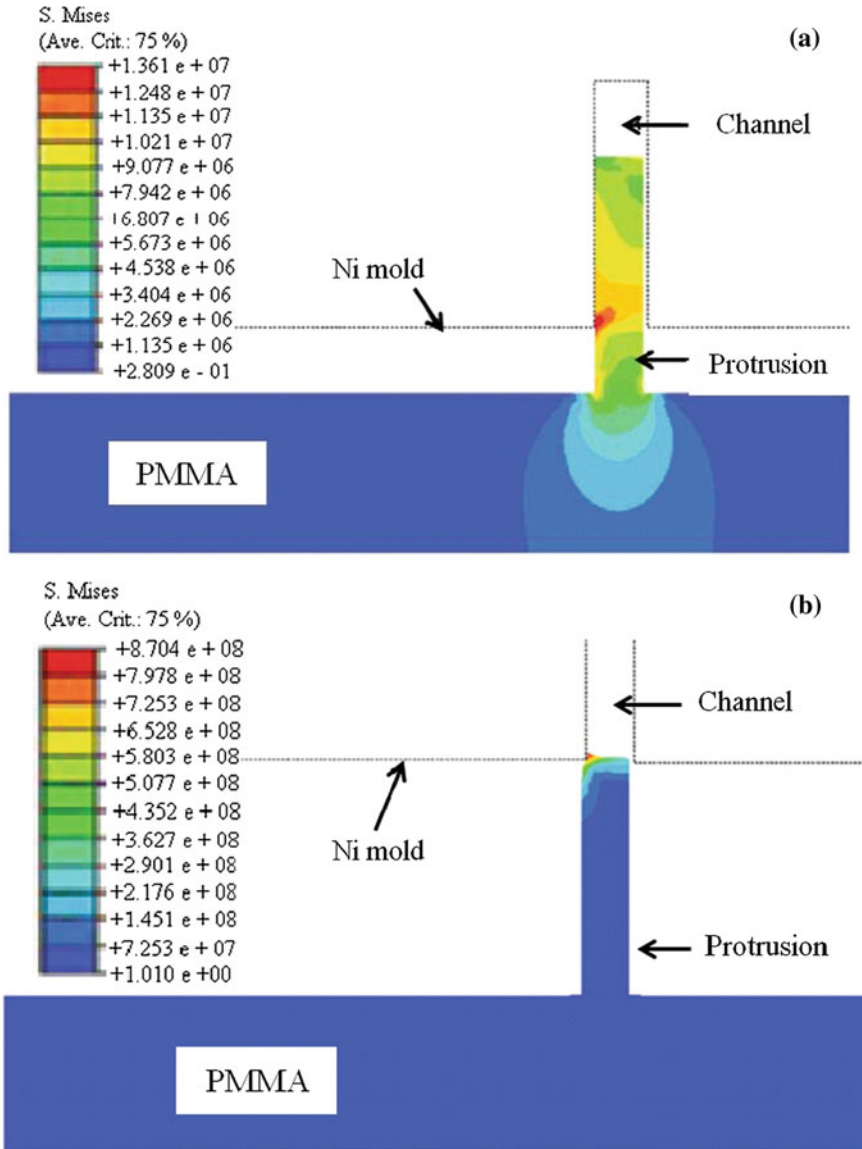 S. Mises
(Ave. Crit.: 75 %)
(a)
+1.361 e + 07
+1.248 e + 07
+1.135 e + 07
+1.021 e + 07
+9.077 e + 06
+7.942 e + 06
+6.807 e + 06
+5.673 e + 06
+4.538 e + 06
+3.404 e + 06
+2.269 e + 06
+1.135 e + 06
+2.809 e - 01
Channel
Ni mold
Protrusion
PMMA
S. Mises
(Ave. Crit.: 75 %)
(b)
+8.704 e + 08
+7.978 e + 08
+7.253 e + 08
+6.528 e + 08
+5.803 e + 08
+5.077 e + 08
+4.352 e + 08
+3.627 e + 08
+2.901 e + 08
+2.176 e + 08
+1.451 e + 08
+7.253 e + 07
+1.010 e +00
Channel
Ni mold
Protrusion
PMMA